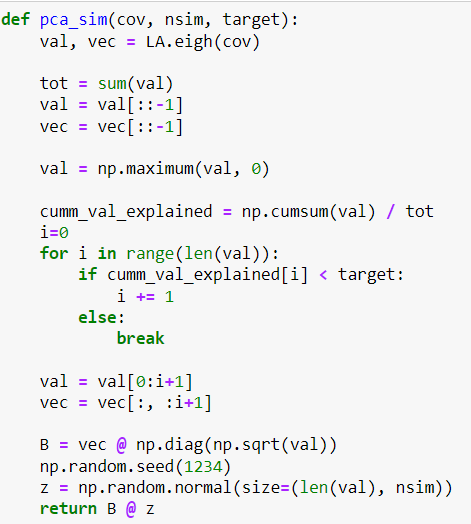 def pca_sim(cov, nsim, target):
    val, vec = LA.eigh(cov)
    tot = sum(val)
    val = val[::-1]
    vec = vec[::-1]
    val = np.maximum(val, 0)
    cumm_val_explained = np.cumsum(val) / tot
    i=0
    for i in range(len(val)):
        if cumm_val_explained[i] < target:
            i += 1
        else:
            break
    val = val[0:i+1]
    vec = vec[:, :i+1]
    B = vec @ np.diag(np.sqrt(val))
    np.random.seed(1234)
    z = np.random.normal(size=(len(val), nsim))
    return B @ z